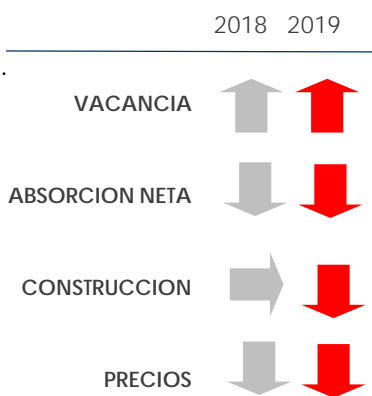 2018 2019
.
VACANCIA
ABSORCION NETA
CONSTRUCCION
PRECIOS